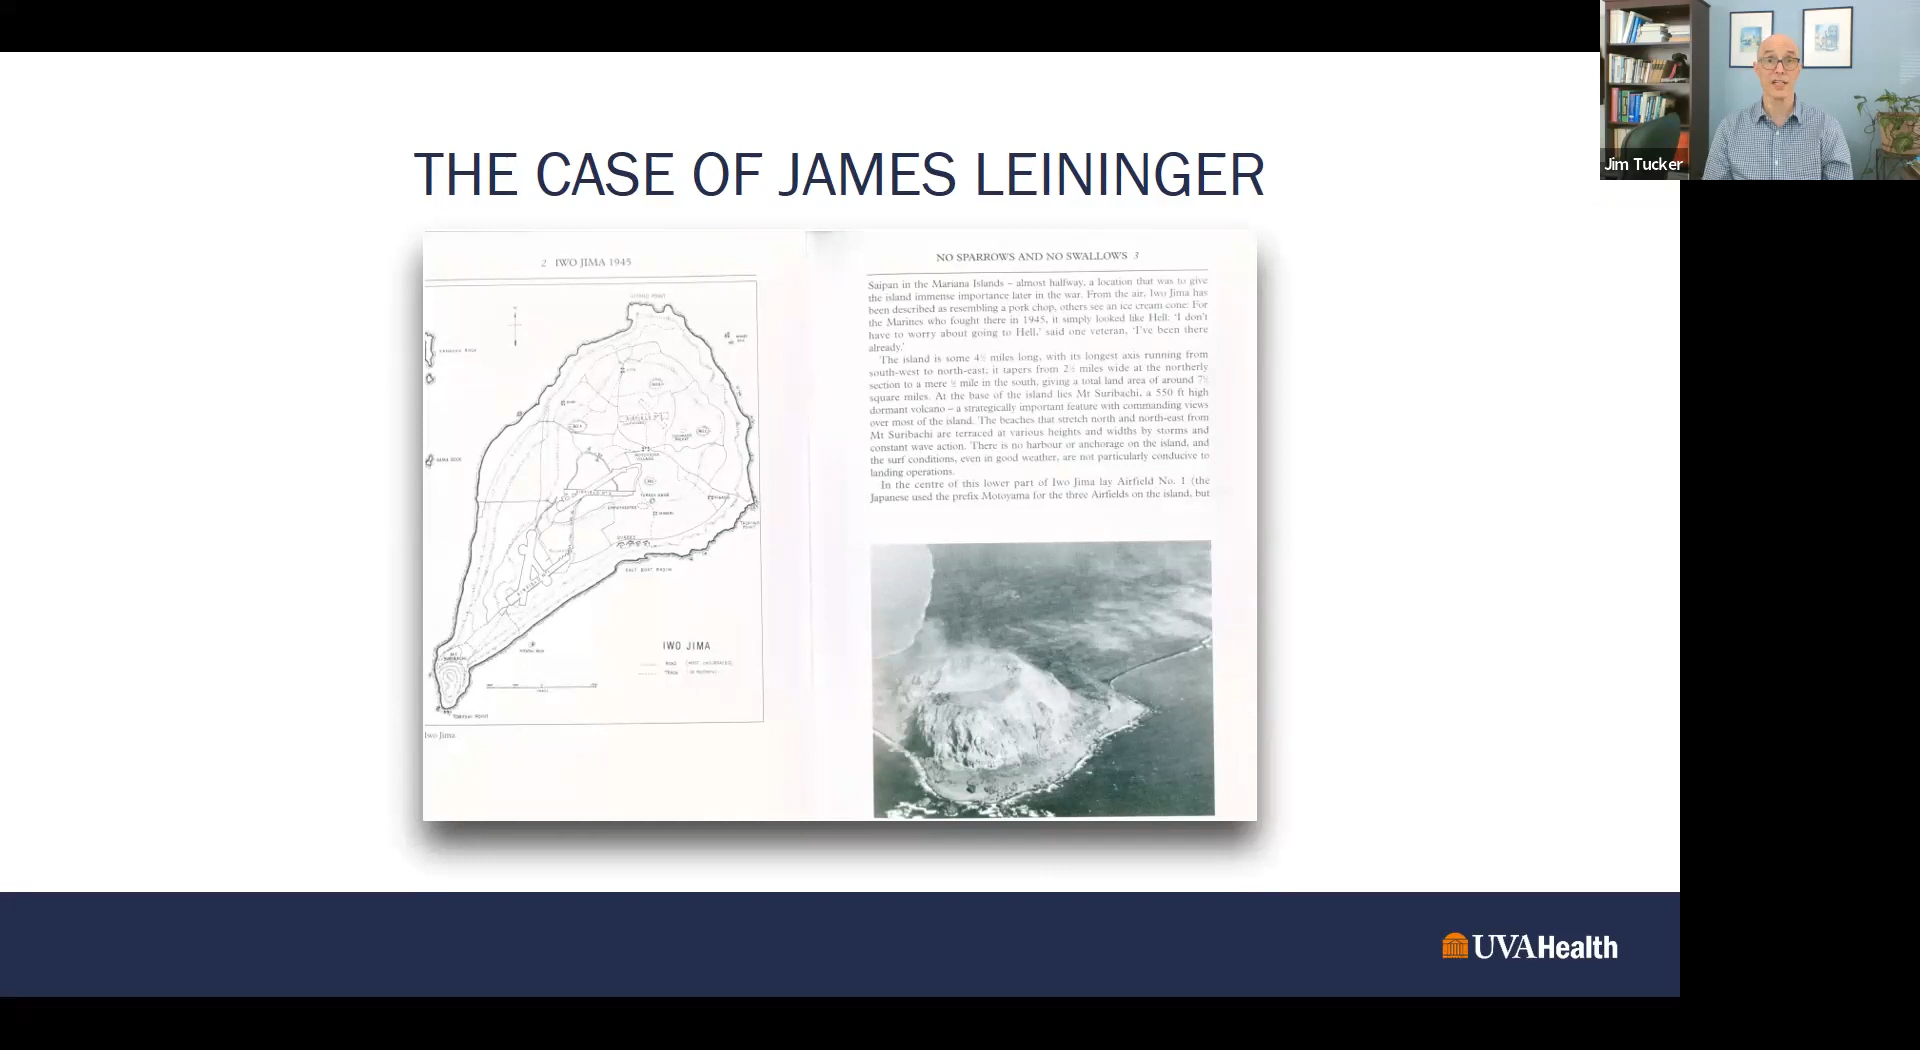 Jim Tucker
THE CASE OF JAMES LEININGER
2 IWO JIMA 1945
IWO JIMA
ROAD
TRACK
EAST BOAT BASIN
Iwo Jima.
NO SPARROWS AND NO SWALLOWS 3
Saipan in the Mariana Islands – almost halfway, a location that was to give
the island immense importance later in the war. From the air, Iwo Jima has
been described as resembling a pork chop, others see an ice cream cone: For
the Marines who fought there in 1945, it simply looked like Hell: 'I don't
have to worry about going to Hell,' said one veteran, 'I've been there
already.'
The island is some 4½ miles long, with its longest axis running from
south-west to north-east; it tapers from 2½ miles wide at the northerly
section to a mere ½ mile in the south, giving a total land area of around 7½
square miles. At the base of the island lies Mt Suribachi, a 550 ft high
dormant volcano – a strategically important feature with commanding views
over most of the island. The beaches that stretch north and north-east from
Mt Suribachi are terraced at various heights and widths by storms and
constant wave action. There is no harbour or anchorage on the island, and
the surf conditions, even in good weather, are not particularly conducive to
landing operations.
In the centre of this lower part of Iwo Jima lay Airfield No. 1 (the
Japanese used the prefix Motoyama for the three Airfields on the island, but
UVAHealth